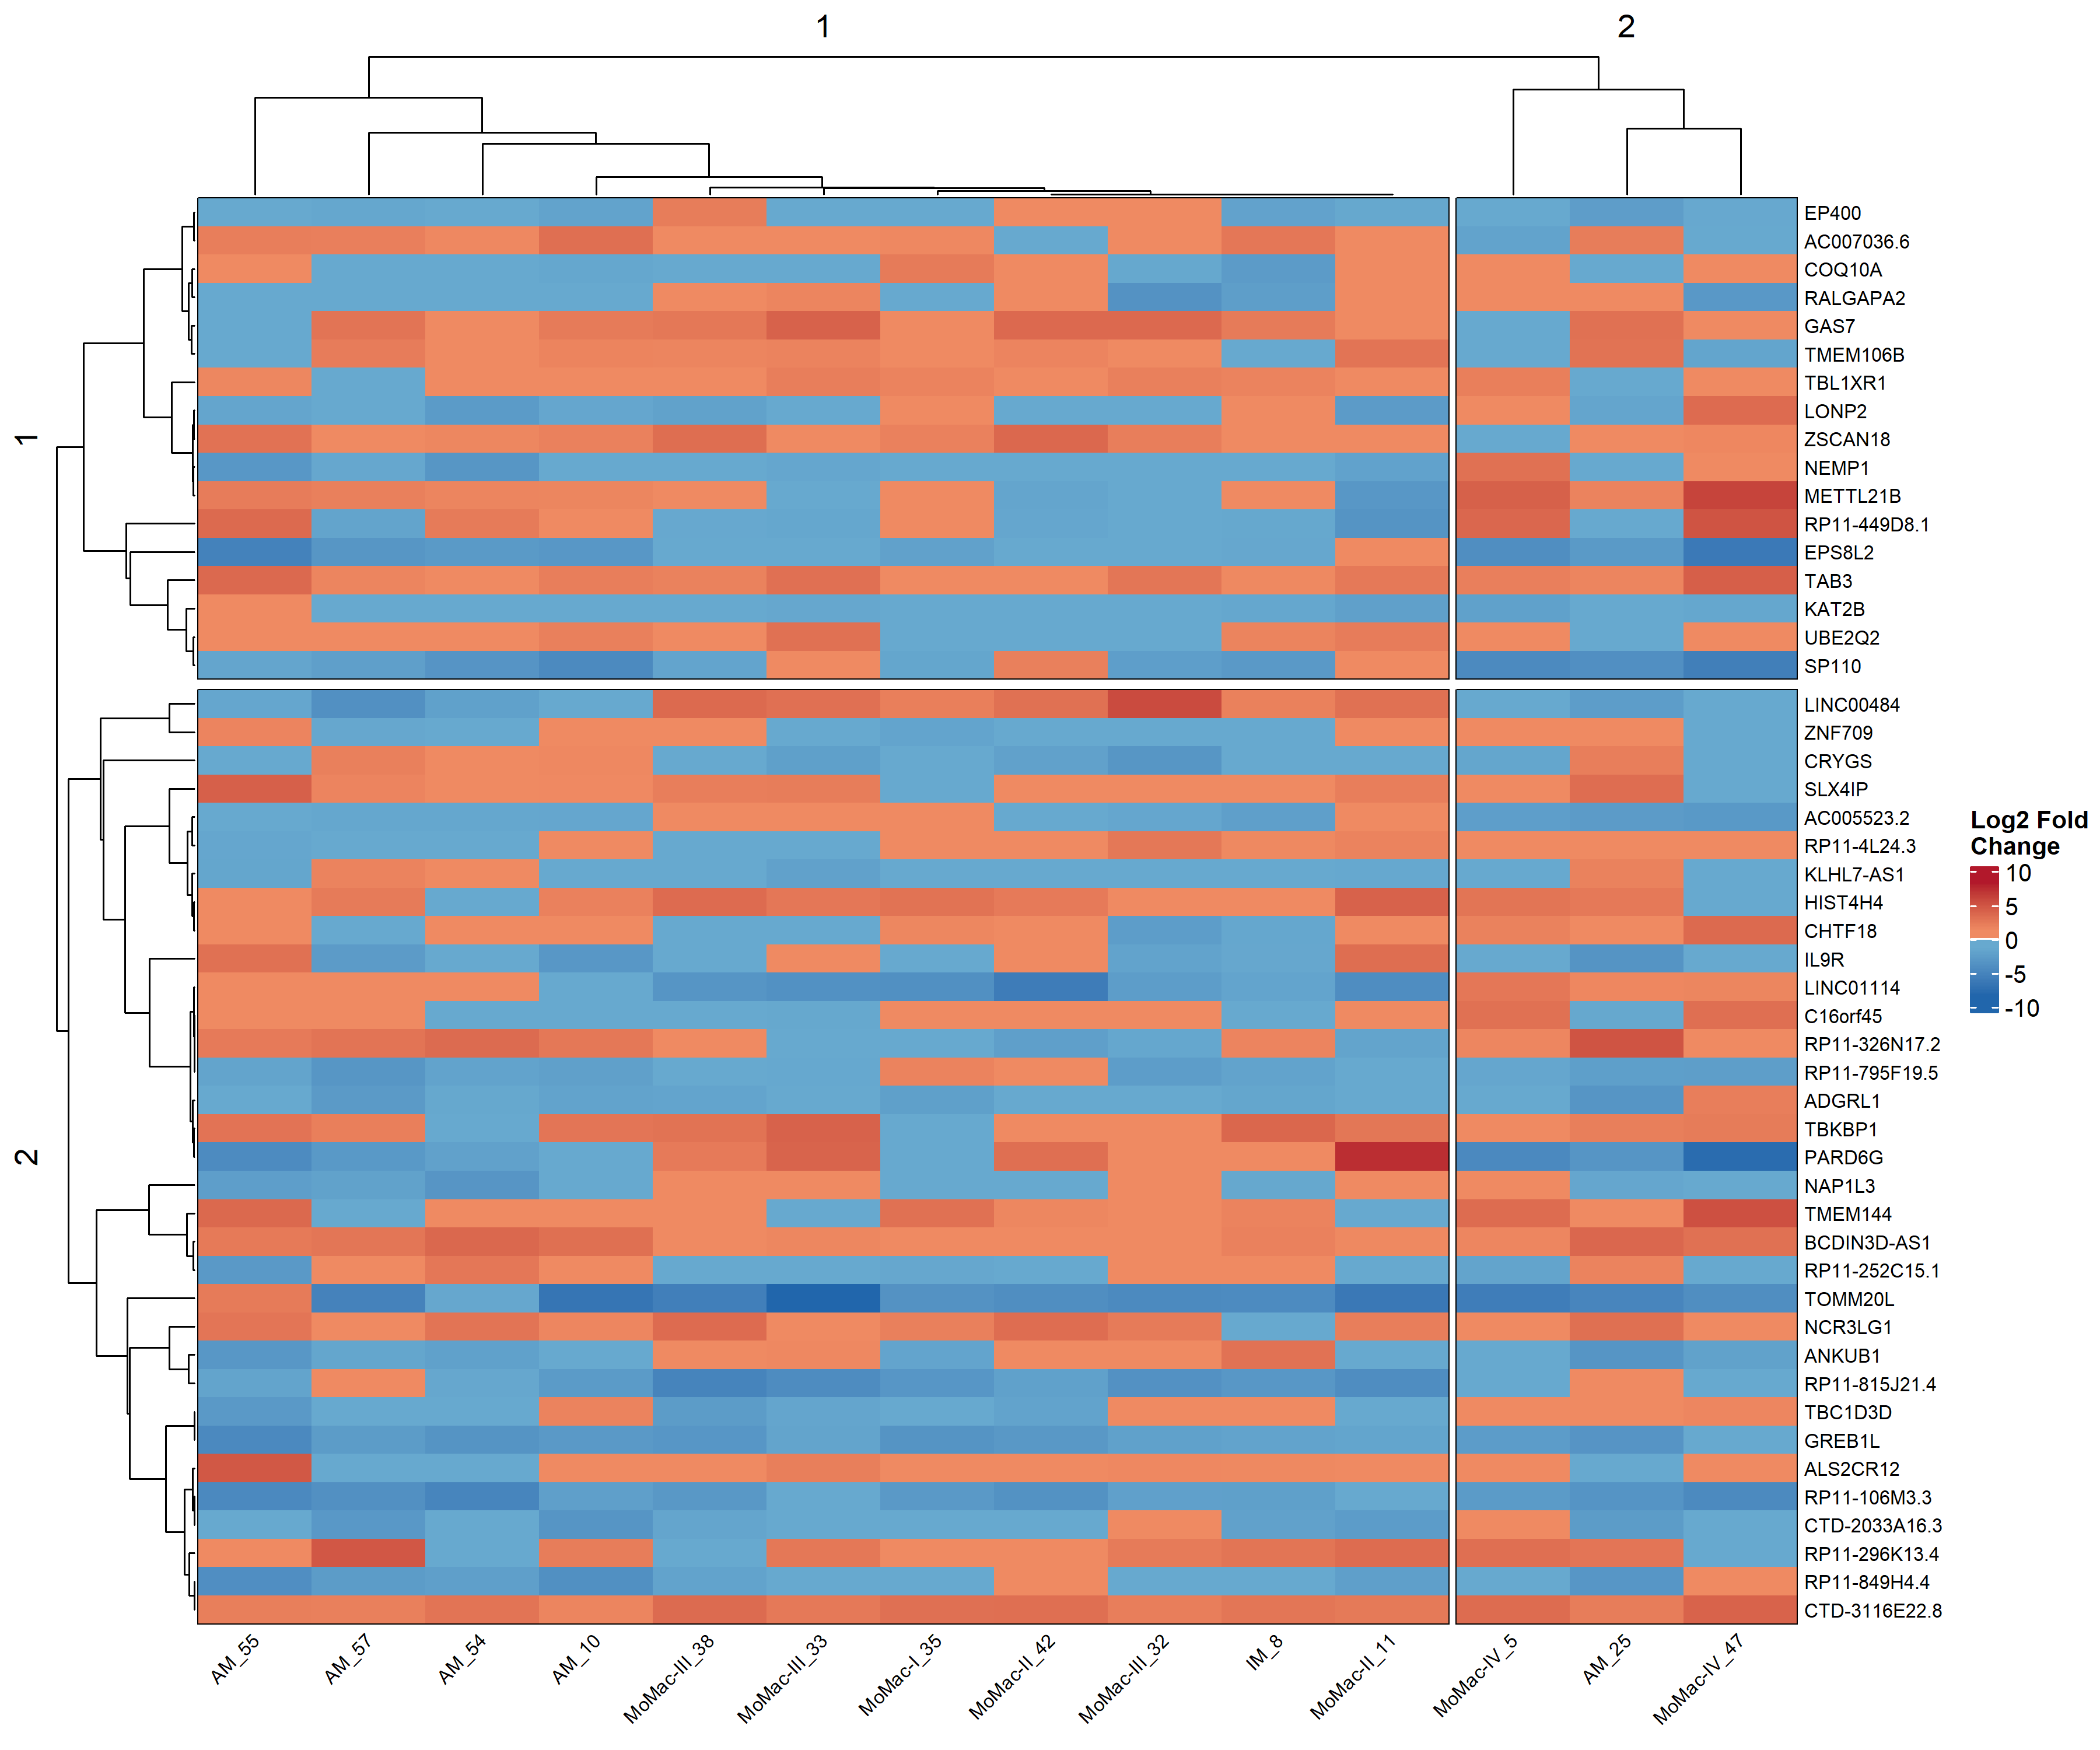 1
2
1
EP400
AC007036.6
COQ10A
RALGAPA2
GAS7
TMEM106B
TBL1XR1
LONP2
ZSCAN18
NEMP1
METTL21B
RP11-449D8.1
EPS8L2
TAB3
KAT2B
UBE2Q2
SP110
2
LINC00484
ZNF709
CRYGS
SLX4IP
AC005523.2
RP11-4L24.3
KLHL7-AS1
HIST4H4
CHTF18
IL9R
LINC01114
C16orf45
RP11-326N17.2
RP11-795F19.5
ADGRL1
TBKBP1
PARD6G
NAP1L3
TMEM144
BCDIN3D-AS1
RP11-252C15.1
TOMM20L
NCR3LG1
ANKUB1
RP11-815J21.4
TBC1D3D
GREB1L
ALS2CR12
RP11-106M3.3
CTD-2033A16.3
RP11-296K13.4
RP11-849H4.4
CTD-3116E22.8
AM_55
AM_57
AM_54
AM_10
MoMac-III_38
MoMac-III_33
MoMac-I_35
MoMac-II_42
MoMac-III_32
IM_8
MoMac-II_11
MoMac-IV_5
AM_25
MoMac-IV_47
Log2 Fold
Change
10
5
0
-5
-10